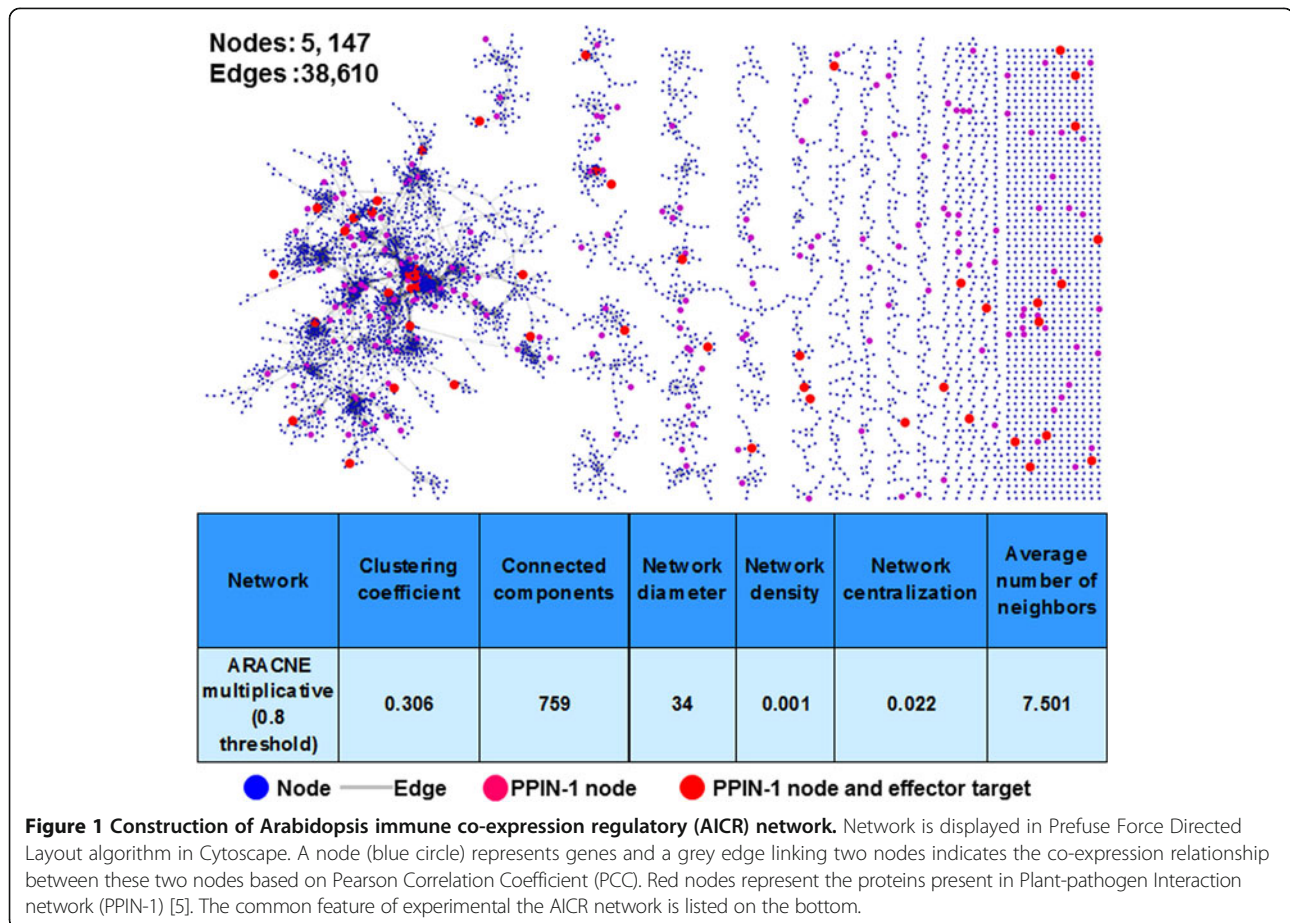 Nodes: 5, 147
Edges :38,610
Network
Clustering coefficient
Connected components
Network diameter
Network density
Network centralization
Average number of neighbors
ARACNE multiplicative (0.8 threshold)
0.306
759
34
0.001
0.022
7.501
Node
Edge
PPIN-1 node
PPIN-1 node and effector target
Figure 1 Construction of Arabidopsis immune co-expression regulatory (AICR) network. Network is displayed in Prefuse Force Directed
Layout algorithm in Cytoscape. A node (blue circle) represents genes and a grey edge linking two nodes indicates the co-expression relationship
between these two nodes based on Pearson Correlation Coefficient (PCC). Red nodes represent the proteins present in Plant-pathogen Interaction
network (PPIN-1) [5]. The common feature of experimental the AICR network is listed on the bottom.